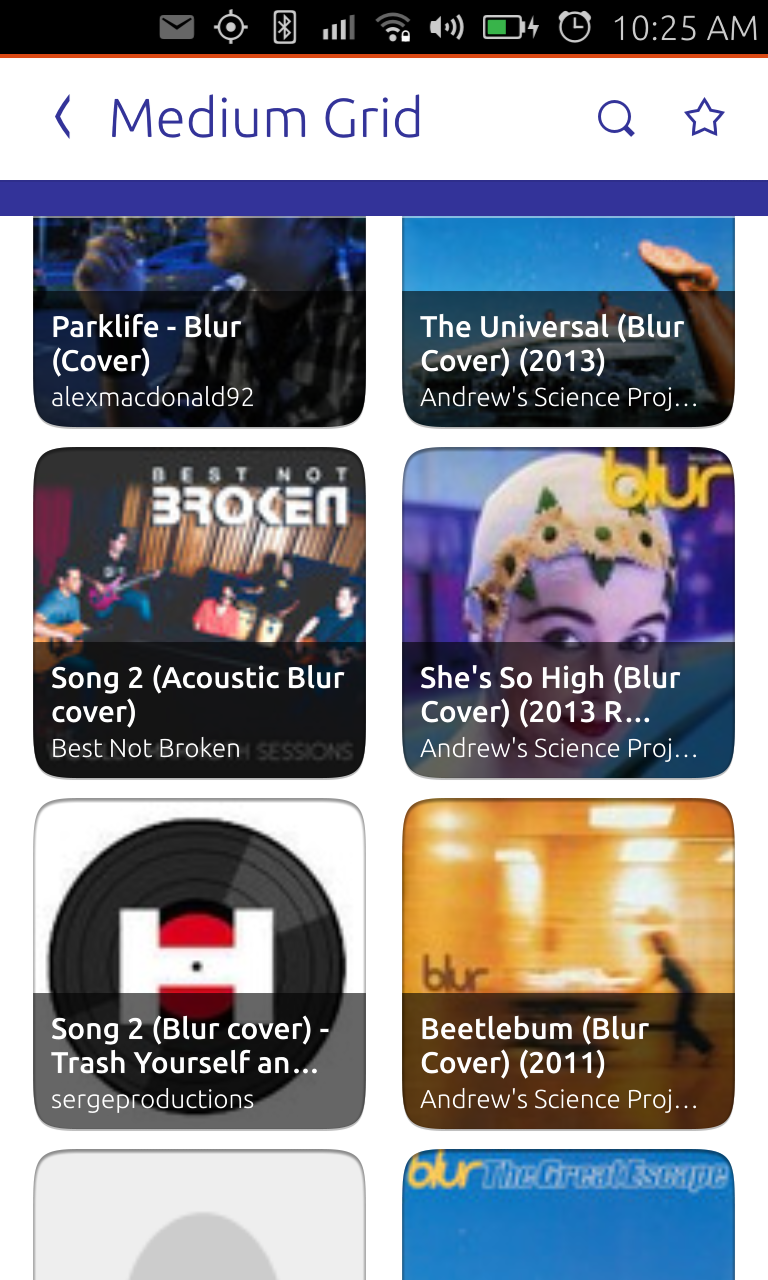 10:25 AM
Medium Grid
Parklife - Blur
(Cover)
alexmacdonald92
The Universal (Blur
Cover) (2013)
Andrew's Science Proj...
BEST NOT
BROKEN
Song 2 (Acoustic Blur
cover)
Best Not Broken
SESSIONS
blur
She's So High (Blur
Cover) (2013 R...
Andrew's Science Proj...
Song 2 (Blur cover) -
Trash Yourself an...
sergeproductions
blur
Beetlebum (Blur
Cover) (2011)
Andrew's Science Proj...
blur The Great Escape